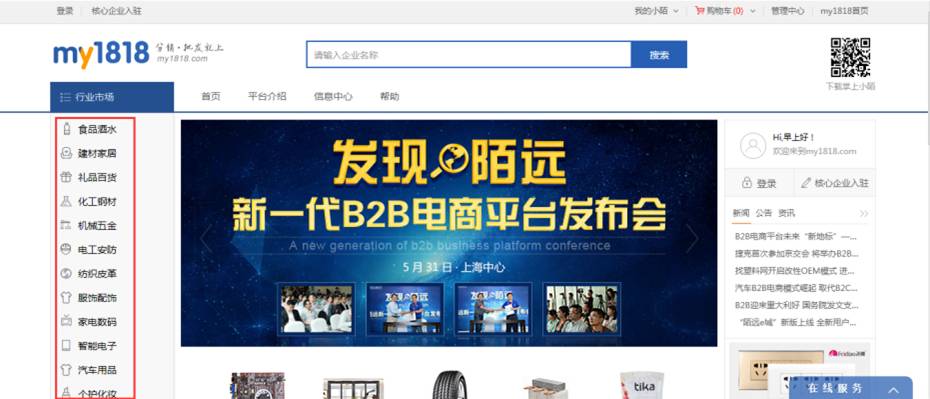 登录 核心企业入驻 我的小陌 购物车(0) 管理中心 my1818首页
my1818 分销·批发就上
my1818.com
请输入企业名称 搜索
下载掌上小陌
行业市场 首页 平台介绍 信息中心 帮助
食品酒水
建材家居
礼品百货
化工钢材
机械五金
电工安防
纺织皮革
服饰配饰
家电数码
智能电子
汽车用品
个护化妆
发现陌远
新一代B2B电商平台发布会
A new generation of b2b business platform conference
5月31日·上海中心
发现陌远
Hi,早上好！
欢迎来到my1818.com
登录 核心企业入驻
新闻 公告 资讯
B2B电商平台未来“新地标”—...
捷克首次参加京交会 将举办B2B...
找塑料网开启改性OEM模式 进...
汽车B2B电商模式崛起 取代B2C...
B2B迎来重大利好 国务院发文支...
“陌远e城”新版上线 全新用户...
tika
在线服务